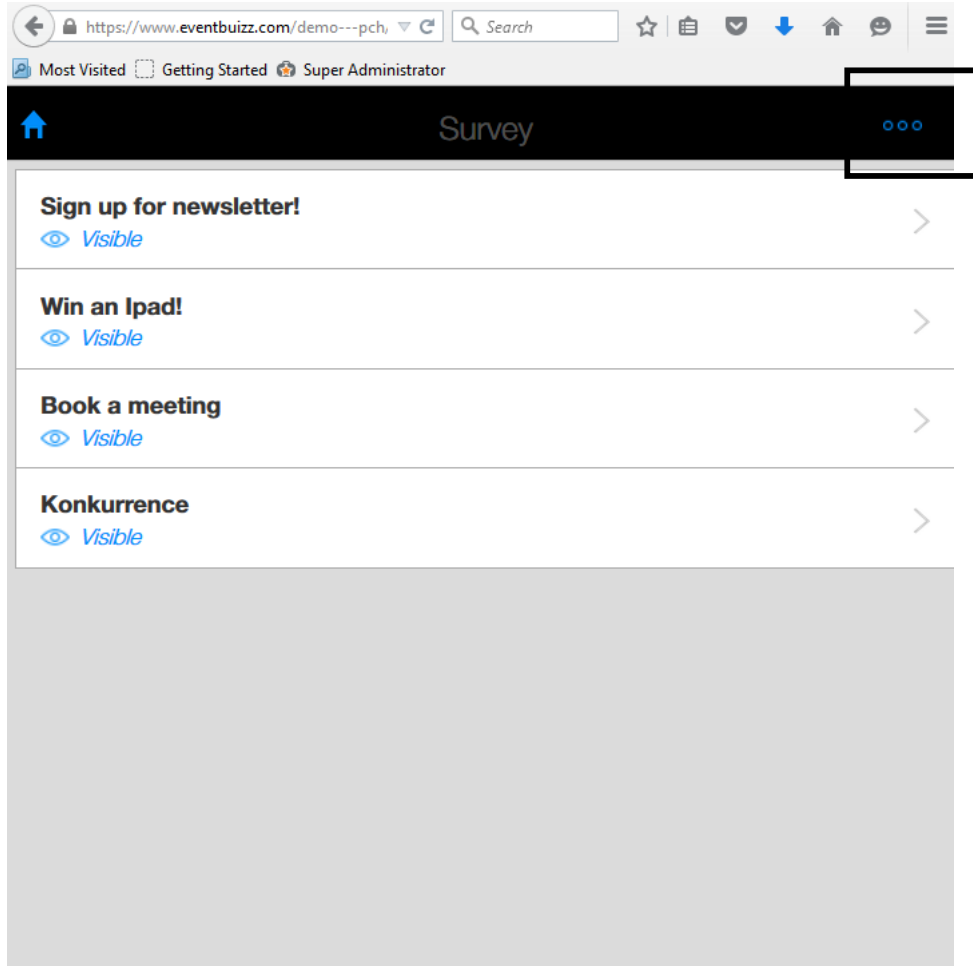 https://www.eventbuizz.com/demo---pch, Search
Most Visited Getting Started Super Administrator
Survey
Sign up for newsletter!
Visible
Win an Ipad!
Visible
Book a meeting
Visible
Konkurrence
Visible